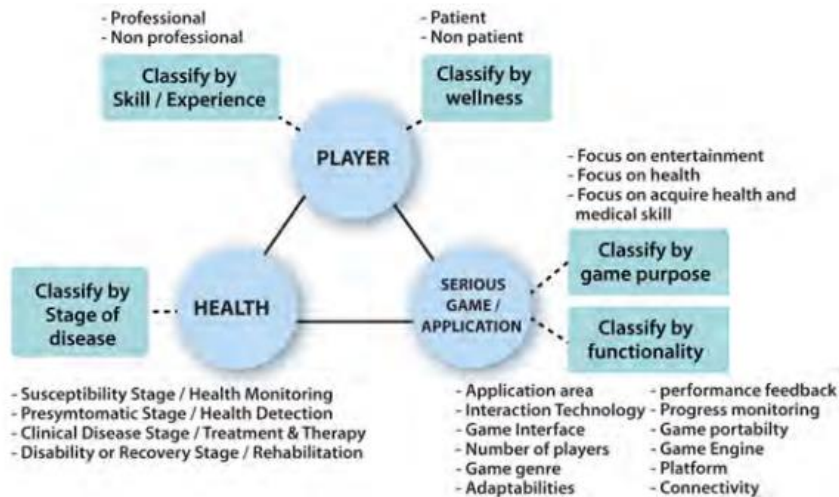 - Professional
- Non professional
Classify by
Skill / Experience
- Patient
- Non patient
Classify by
wellness
PLAYER
- Focus on entertainment
- Focus on health
- Focus on acquire health and
medical skill
Classify by
game purpose
Classify by
Stage of
disease
HEALTH
SERIOUS
GAME /
APPLICATION
Classify by
functionality
- Susceptibility Stage / Health Monitoring
- Presymtomatic Stage / Health Detection
- Clinical Disease Stage / Treatment & Therapy
- Disability or Recovery Stage / Rehabilitation
- Application area
- Interaction Technology
- Game Interface
- Number of players
- Game genre
- Adaptabilities
- performance feedback
- Progress monitoring
- Game portabilty
- Game Engine
- Platform
- Connectivity